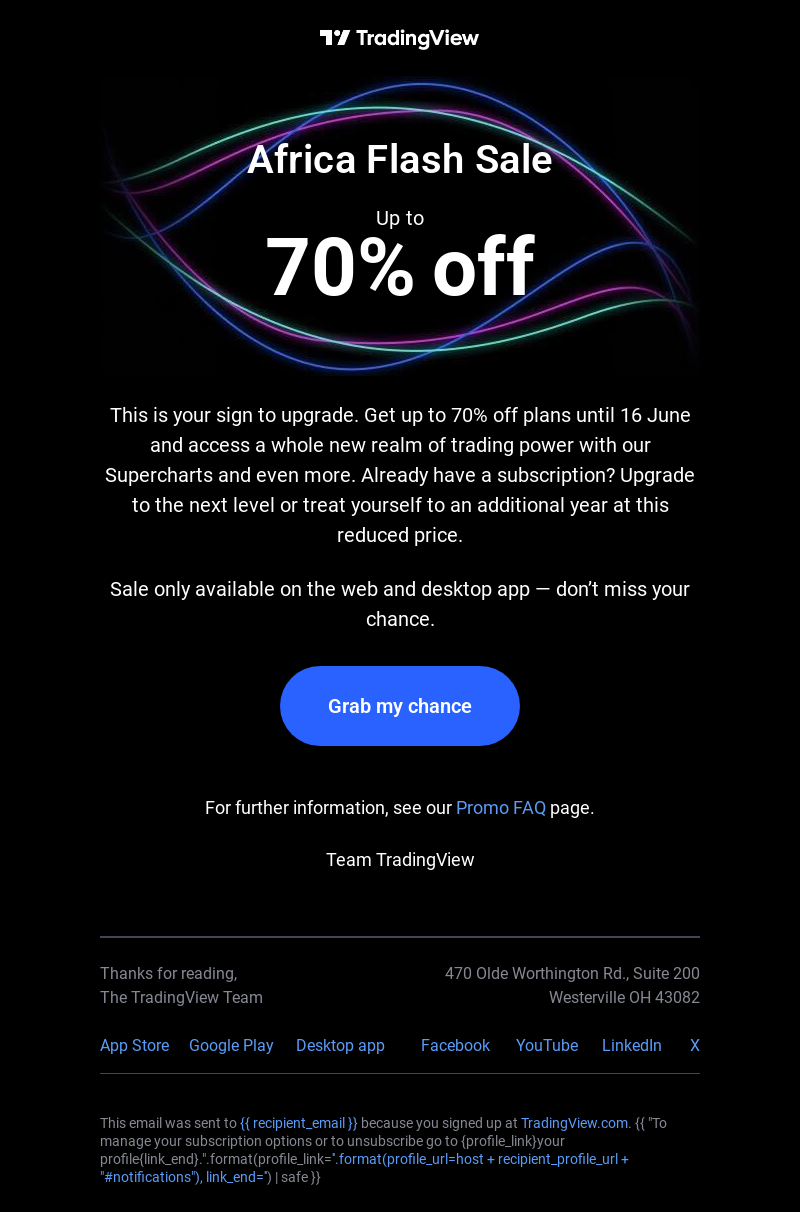 TradingView
Africa Flash Sale
Up to
70% off
This is your sign to upgrade. Get up to 70% off plans until 16 June
and access a whole new realm of trading power with our
Supercharts and even more. Already have a subscription? Upgrade
to the next level or treat yourself to an additional year at this
reduced price.
Sale only available on the web and desktop app — don’t miss your
chance.
Grab my chance
For further information, see our Promo FAQ page.
Team TradingView
Thanks for reading,
The TradingView Team
470 Olde Worthington Rd., Suite 200
Westerville OH 43082
App Store Google Play Desktop app Facebook YouTube LinkedIn X
This email was sent to {{ recipient_email }} because you signed up at TradingView.com. {{ "To
manage your subscription options or to unsubscribe go to {profile_link}your
profile{link_end}.".format(profile_link='.format(profile_url=host + recipient_profile_url +
"#notifications"), link_end='') | safe }}